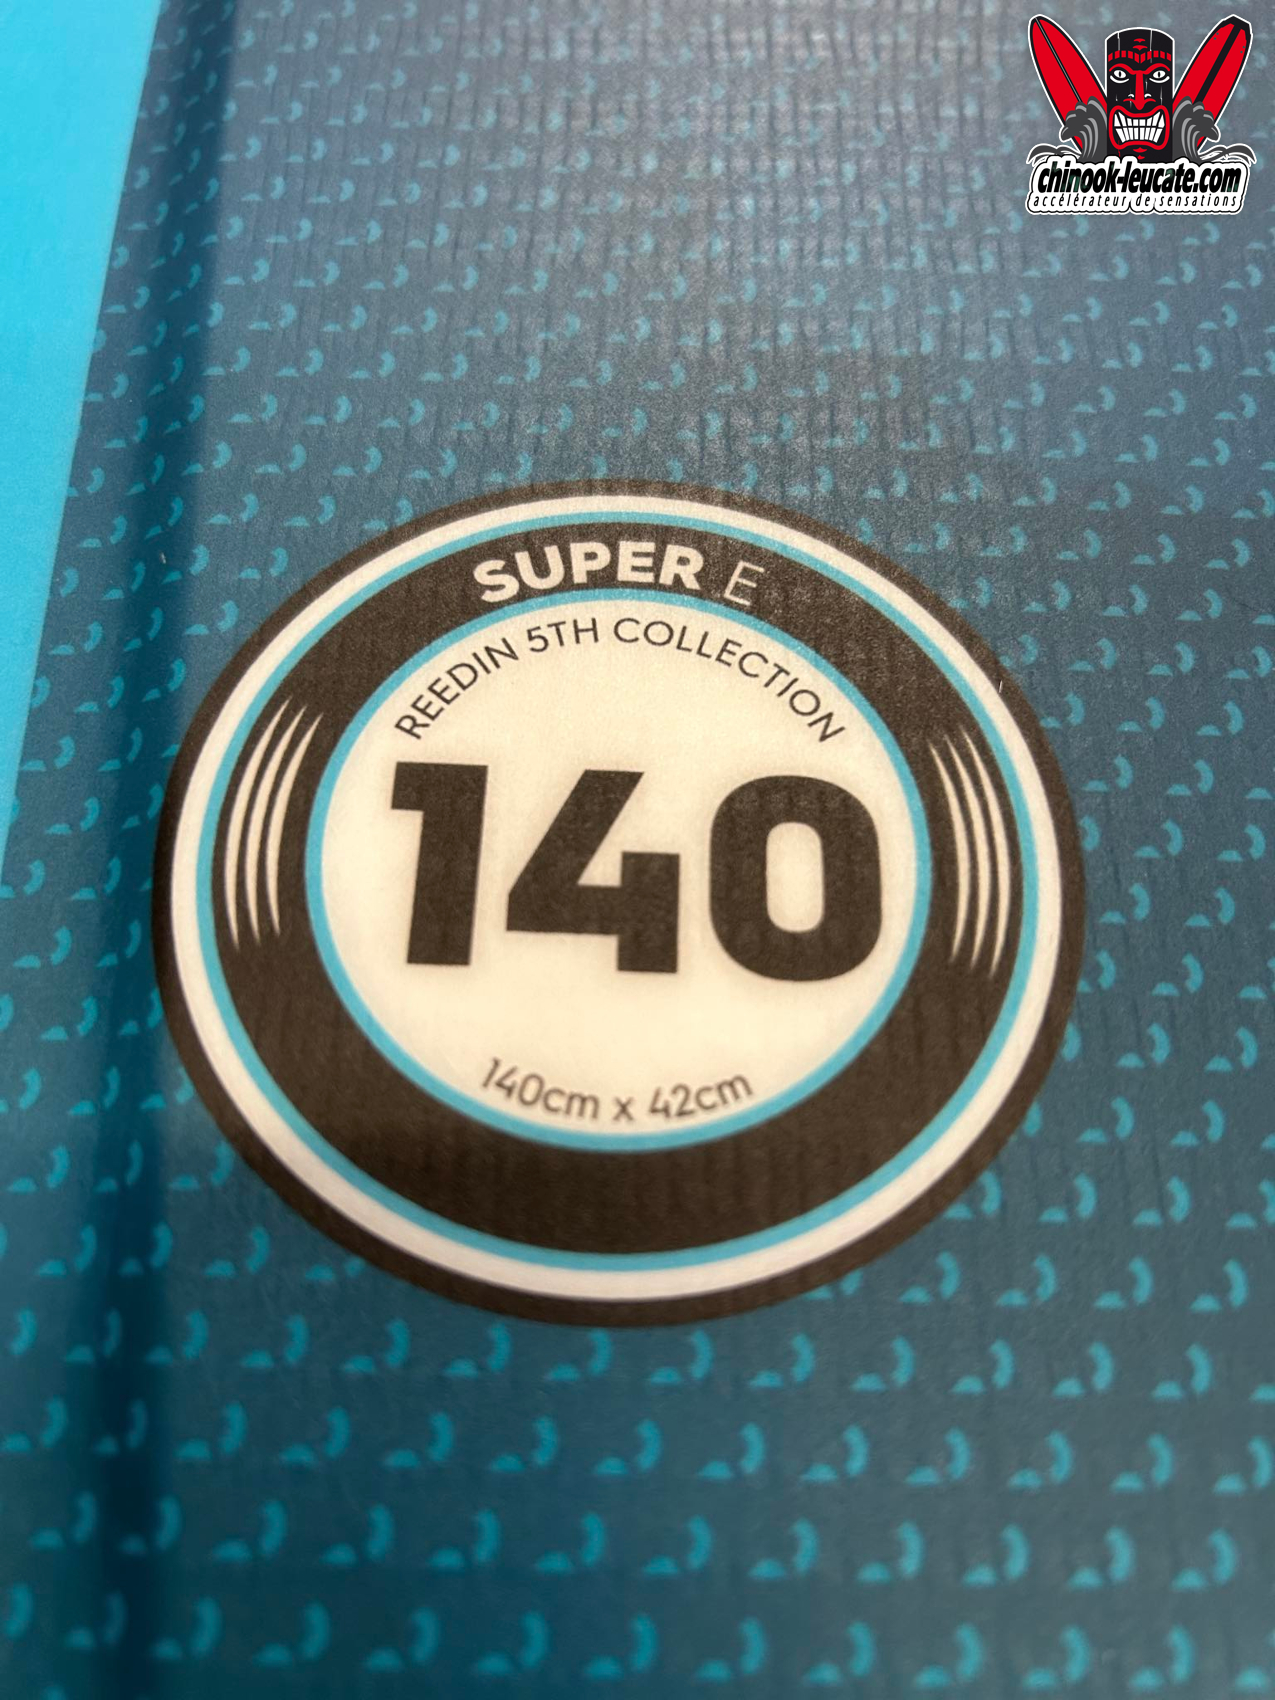 chinook-leucate.com
accélérateur de sensations
SUPER E
REEDIN 5TH COLLECTION
140
140cm x 42cm